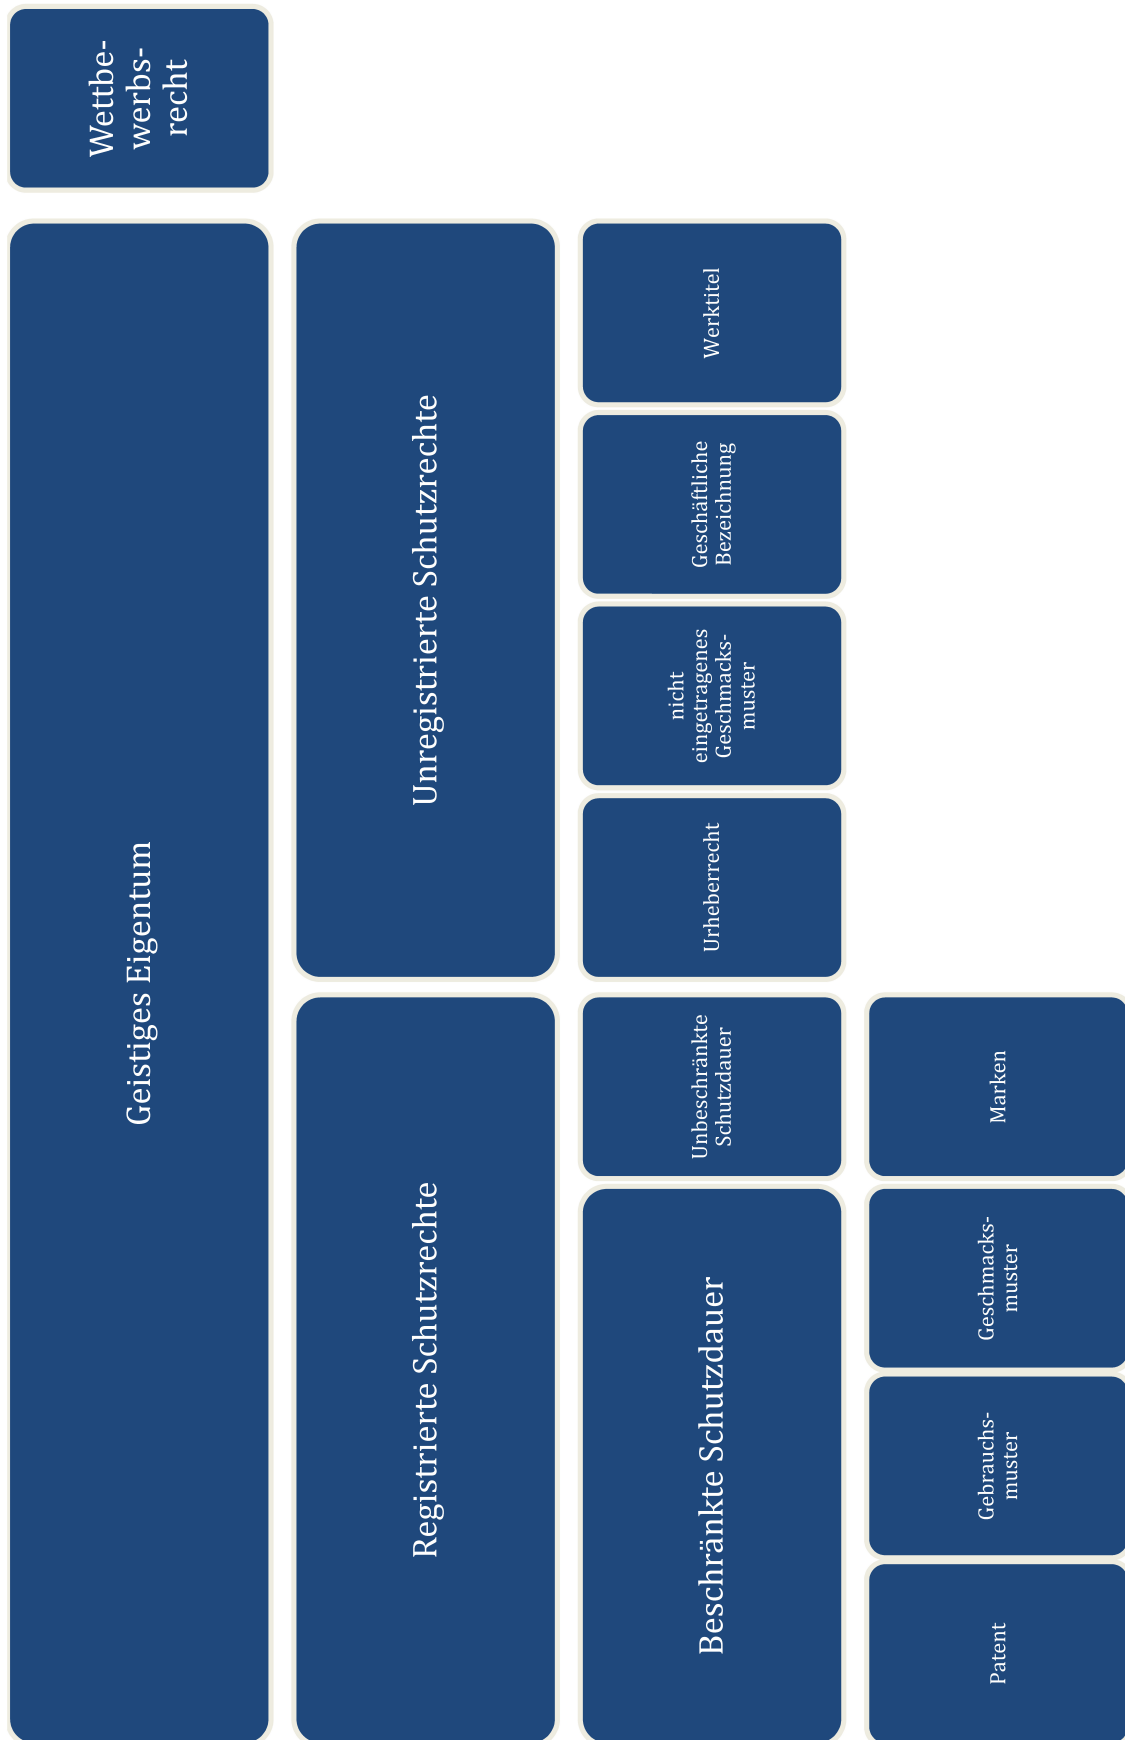 Geistiges Eigentum
Wettbe-
werbs-
recht
Registrierte Schutzrechte
Unregistrierte Schutzrechte
Beschränkte Schutzdauer
Unbeschränkte
Schutzdauer
Urheberrecht
nicht
eingetragenes
Geschmacks-
muster
Geschäftliche
Bezeichnung
Werktitel
Patent
Gebrauchs-
muster
Geschmacks-
muster
Marken